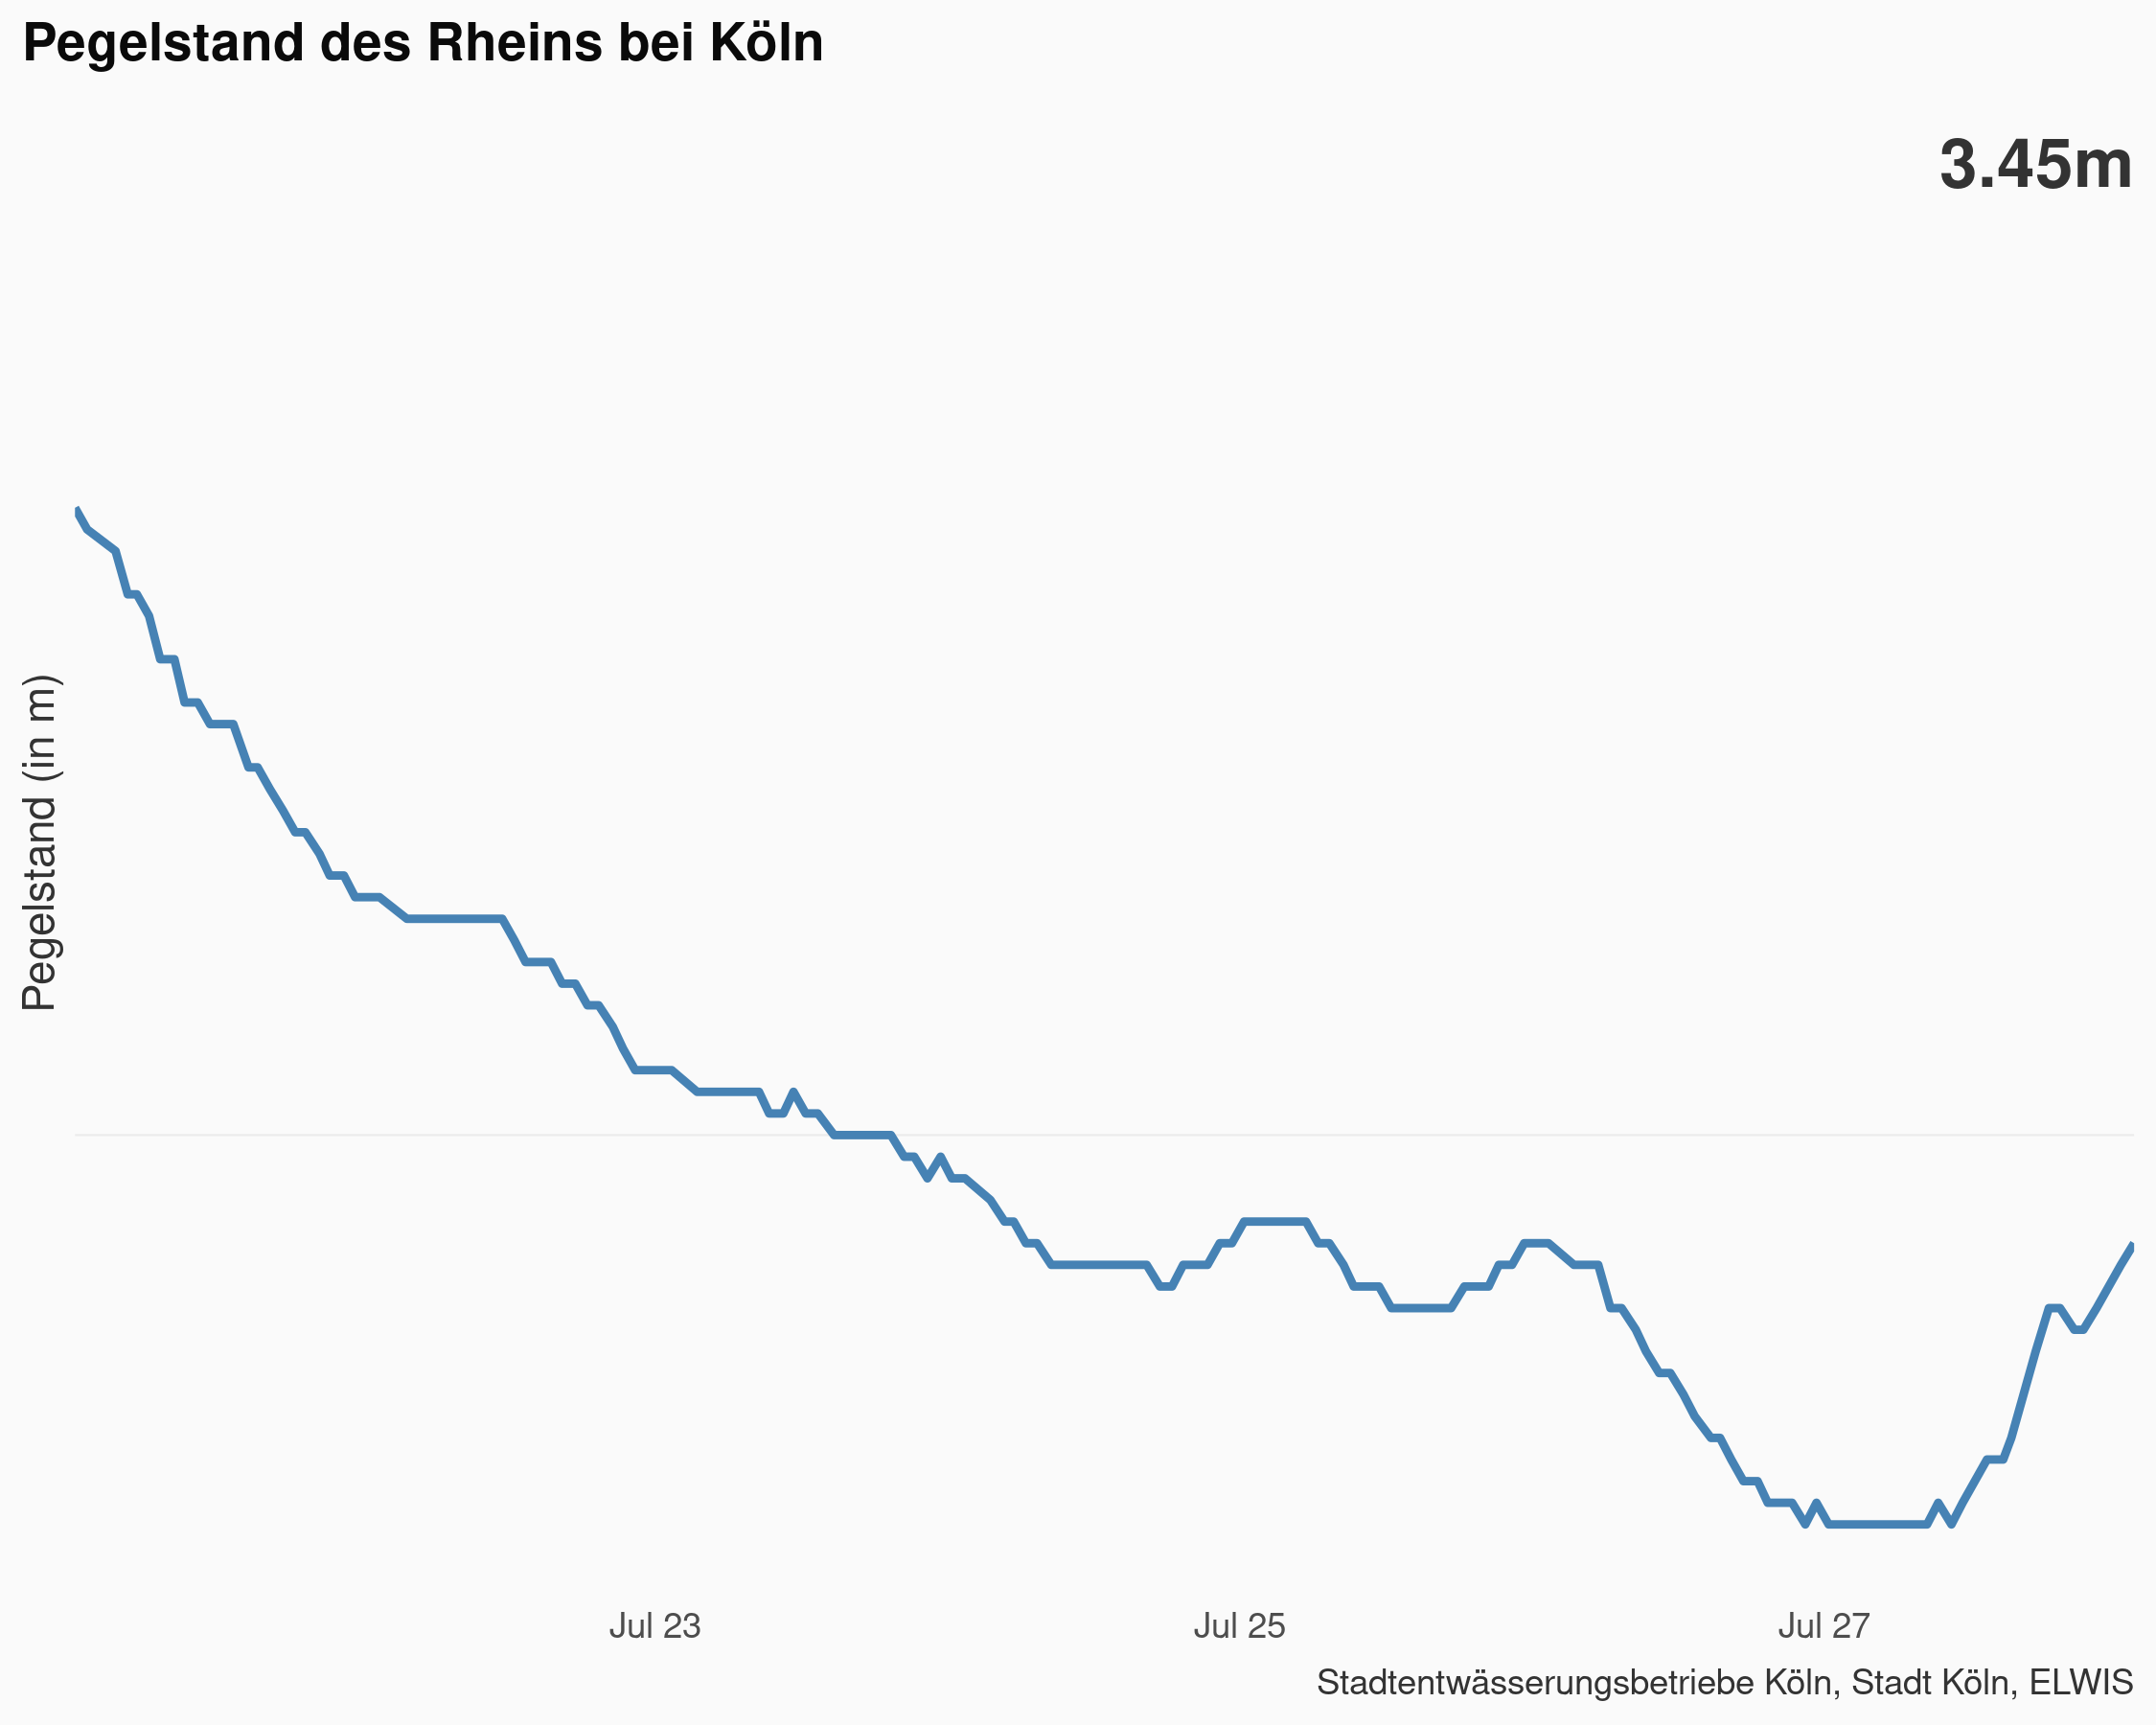 Pegelstand des Rheins bei Köln
3.45m
Pegelstand (in m)
Jul 23
Jul 25
Jul 27
Stadtentwässerungsbetriebe Köln, Stadt Köln, ELWIS